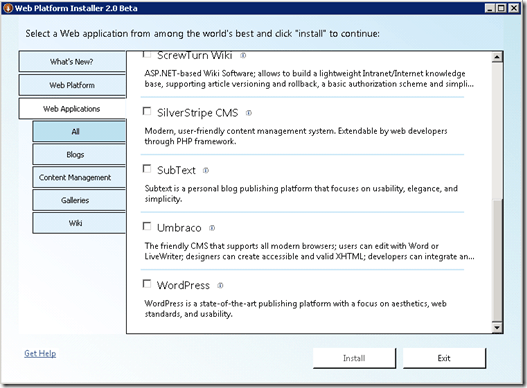 Web Platform Installer 2.0 Beta
Select a Web application from among the world's best and click "install" to continue:
What's New?
Web Platform
Web Applications
All
Blogs
Content Management
Galleries
Wiki
ScrewTurn Wiki
ASP.NET-based Wiki Software; allows to build a lightweight Intranet/Internet knowledge
base, supporting article versioning and rollback, a basic authorization scheme and simpli...
SilverStripe CMS
Modern, user-friendly content management system. Extendable by web developers
through PHP framework.
SubText
Subtext is a personal blog publishing platform that focuses on usability, elegance, and
simplicity.
Umbraco
The friendly CMS that supports all modern browsers; users can edit with Word or
LiveWriter; designers can create accessible and valid XHTML; developers can integrate an...
WordPress
WordPress is a state-of-the-art publishing platform with a focus on aesthetics, web
standards, and usability.
Get Help
Install
Exit